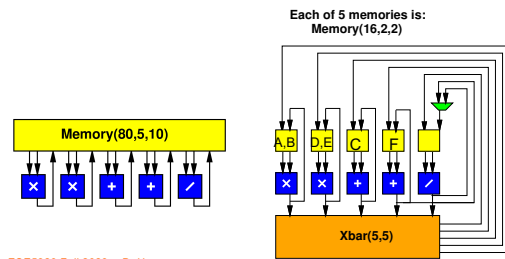 Each of 5 memories is:
Memory(16,2,2)
Memory(80,5,10)
A,B D,E C F
× × + + /
× × + + /
Xbar(5,5)